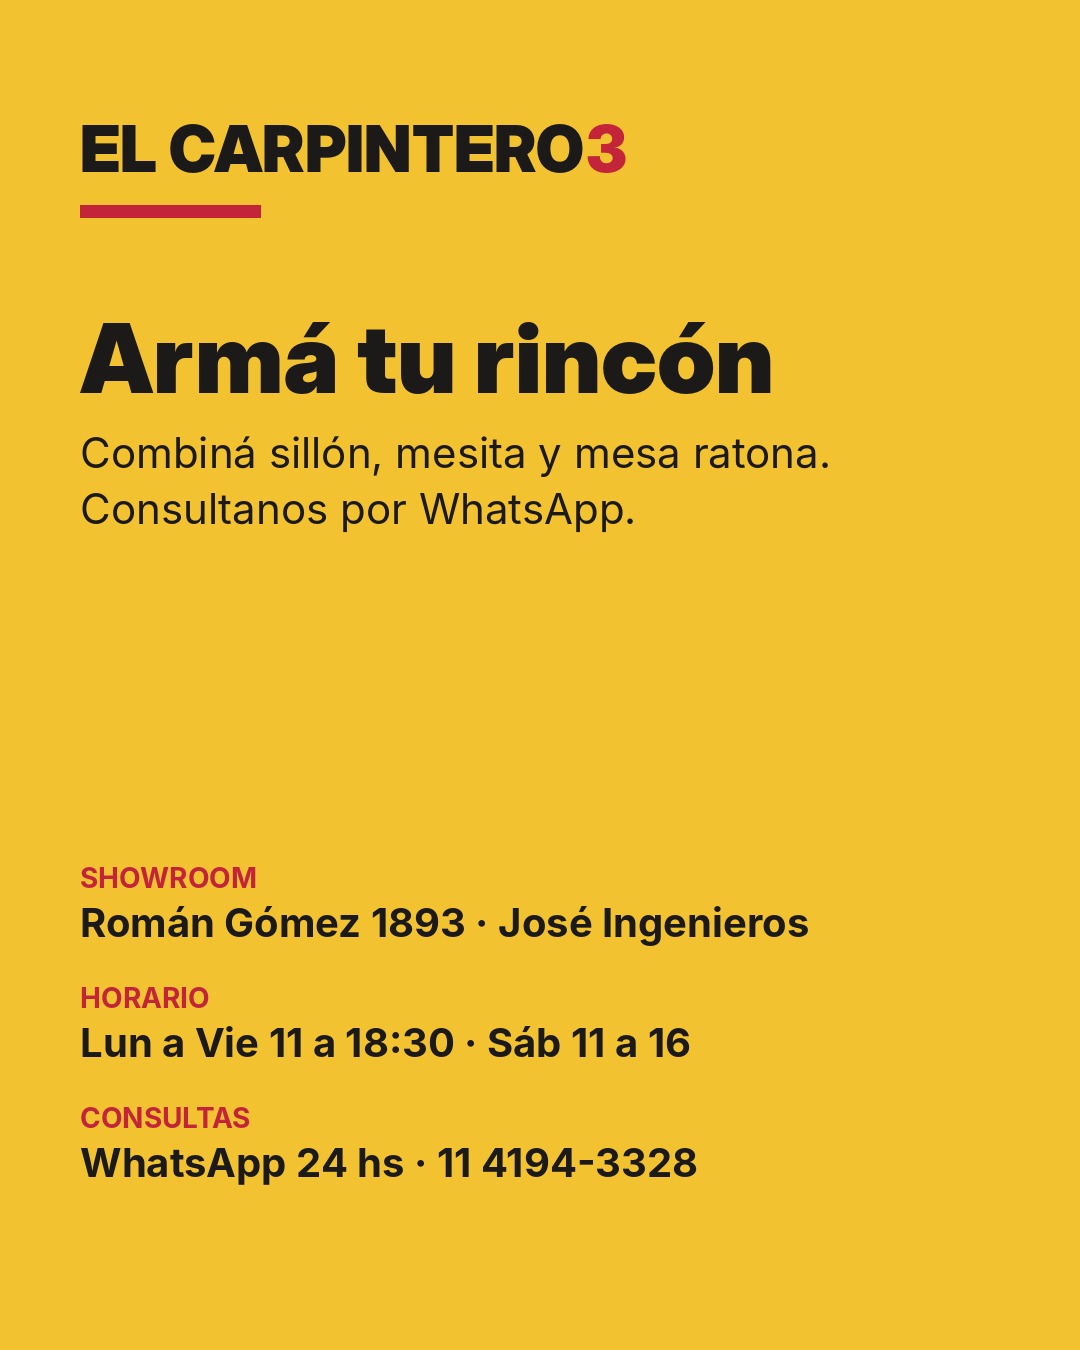 EL CARPINTERO3
Armá tu rincón
Combiná sillón, mesita y mesa ratona.
Consultanos por WhatsApp.
SHOWROOM
Román Gómez 1893 · José Ingenieros
HORARIO
Lun a Vie 11 a 18:30 · Sáb 11 a 16
CONSULTAS
WhatsApp 24 hs · 11 4194-3328